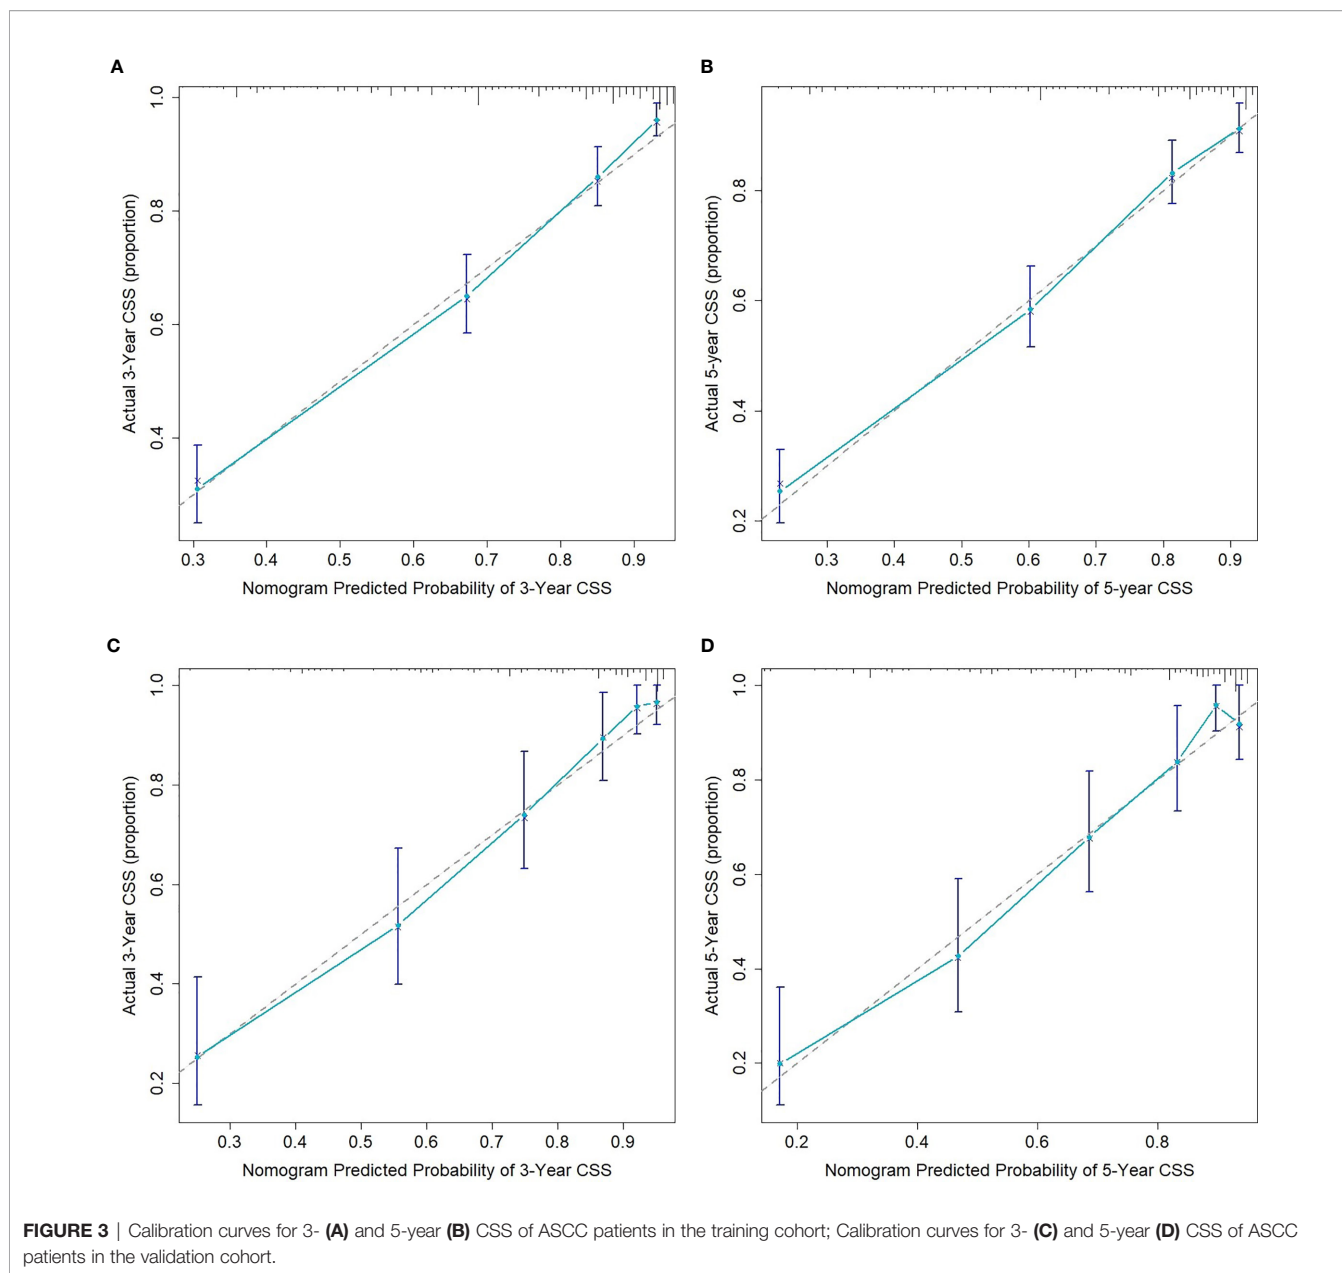 A
B
1.0
0.8
0.6
0.4
Actual 3-Year CSS (proportion)
0.3 0.4 0.5 0.6 0.7 0.8 0.9
Nomogram Predicted Probability of 3-Year CSS
0.8
0.6
0.4
0.2
Actual 5-year CSS (proportion)
0.3 0.4 0.5 0.6 0.7 0.8 0.9
Nomogram Predicted Probability of 5-year CSS
C
D
1.0
0.8
0.6
0.4
0.2
Actual 3-Year CSS (proportion)
0.3 0.4 0.5 0.6 0.7 0.8 0.9
Nomogram Predicted Probability of 3-Year CSS
1.0
0.8
0.6
0.4
0.2
Actual 5-Year CSS (proportion)
0.2 0.4 0.6 0.8
Nomogram Predicted Probability of 5-Year CSS
FIGURE 3 | Calibration curves for 3- (A) and 5-year (B) CSS of ASCC patients in the training cohort; Calibration curves for 3- (C) and 5-year (D) CSS of ASCC
patients in the validation cohort.